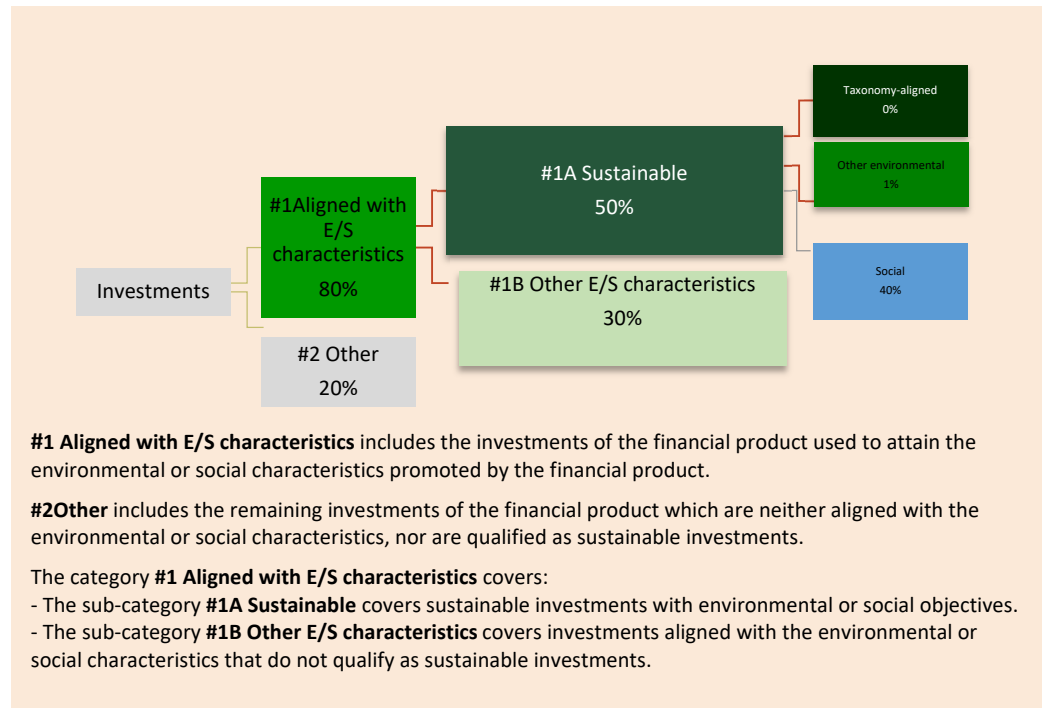 Taxonomy-aligned
0%
#1A Sustainable
50%
Other environmental
1%
#1Aligned with
E/S
characteristics
80%
Social
40%
Investments
#1B Other E/S characteristics
30%
#2 Other
20%
#1 Aligned with E/S characteristics includes the investments of the financial product used to attain the
environmental or social characteristics promoted by the financial product.
#2Other includes the remaining investments of the financial product which are neither aligned with the
environmental or social characteristics, nor are qualified as sustainable investments.
The category #1 Aligned with E/S characteristics covers:
- The sub-category #1A Sustainable covers sustainable investments with environmental or social objectives.
- The sub-category #1B Other E/S characteristics covers investments aligned with the environmental or
social characteristics that do not qualify as sustainable investments.